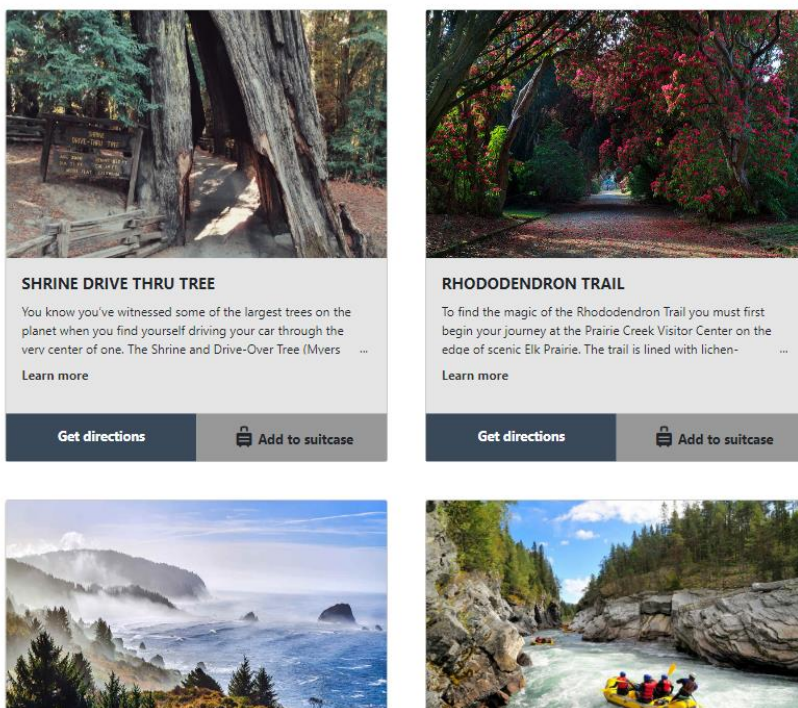 SHRINE
DRIVE-THRU TREE
SHRINE DRIVE THRU TREE
You know you've witnessed some of the largest trees on the
planet when you find yourself driving your car through the
very center of one. The Shrine and Drive-Over Tree (Myers ...
Learn more
Get directions
Add to suitcase
RHODODENDRON TRAIL
To find the magic of the Rhododendron Trail you must first
begin your journey at the Prairie Creek Visitor Center on the
edge of scenic Elk Prairie. The trail is lined with lichen- ...
Learn more
Get directions
Add to suitcase